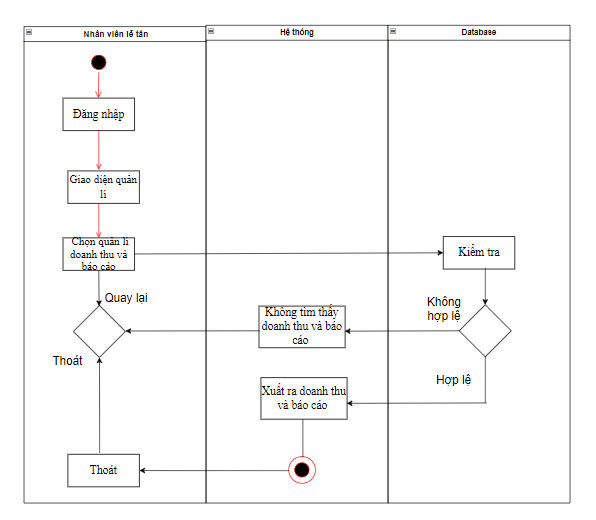 Nhân viên lễ tân
Hệ thống
Database
Đăng nhập
Giao diện quản
lí
Chọn quản lí
doanh thu và
báo cáo
Kiểm tra
Quay lại
Không tìm thấy
doanh thu và báo
cáo
Không
hợp lệ
Thoát
Hợp lệ
Xuất ra doanh thu
và báo cáo
Thoát